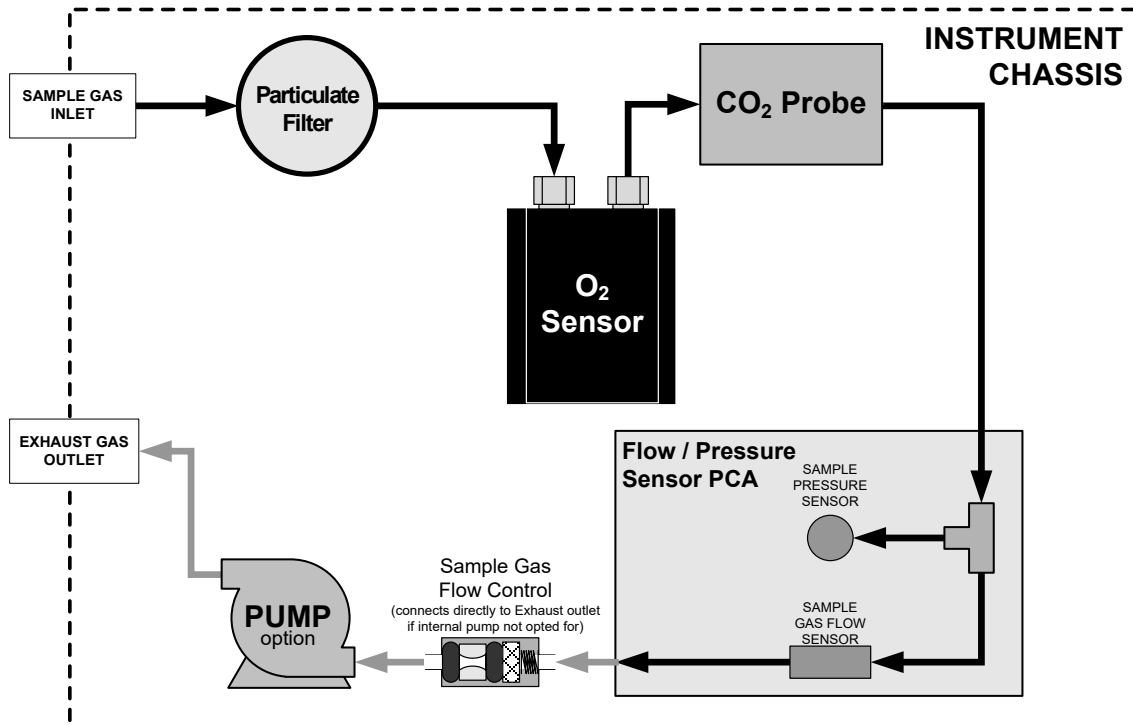 INSTRUMENT
CHASSIS
SAMPLE GAS
INLET
Particulate
Filter
CO₂ Probe
O₂
Sensor
EXHAUST GAS
OUTLET
Flow / Pressure
Sensor PCA
SAMPLE
PRESSURE
SENSOR
Sample Gas
Flow Control
(connects directly to Exhaust outlet
if internal pump not opted for)
PUMP
option
SAMPLE
GAS FLOW
SENSOR